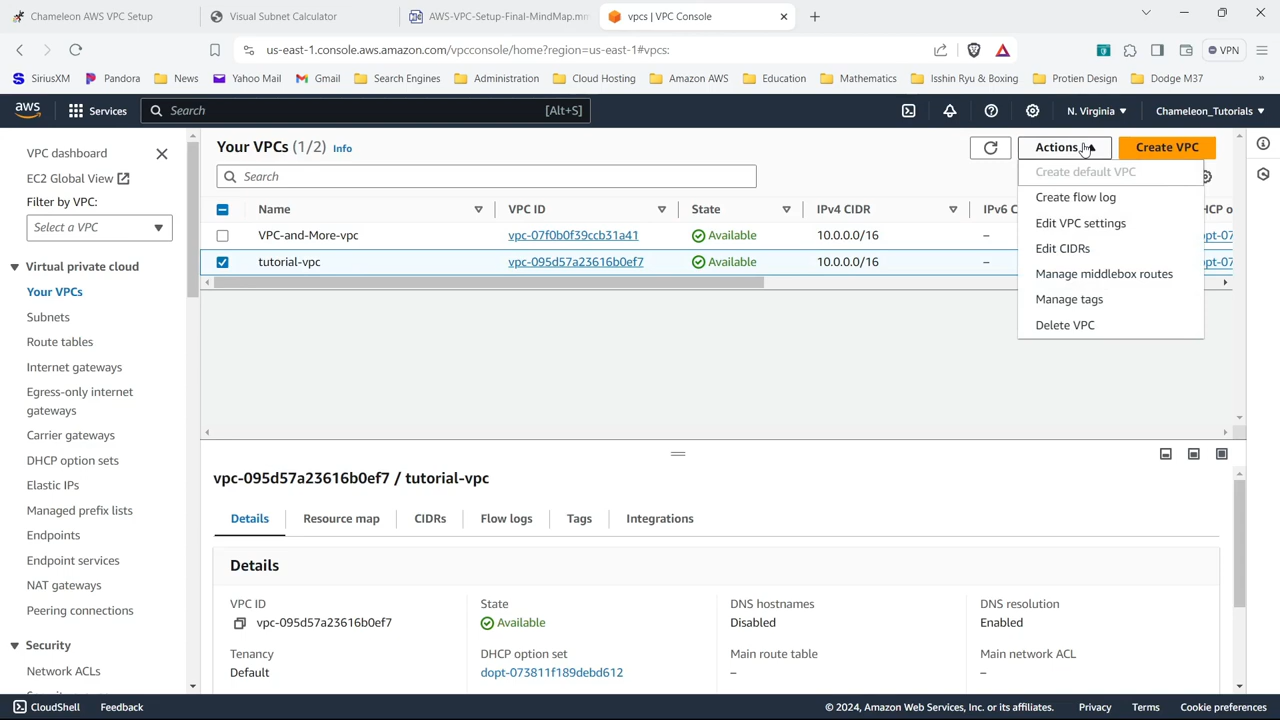 Chameleon AWS VPC Setup
Visual Subnet Calculator
AWS-VPC-Setup-Final-MindMap.mm
vpcs | VPC Console
us-east-1.console.aws.amazon.com/vpcconsole/home?region=us-east-1#vpcs:
VPN
SiriusXM
Pandora
News
Yahoo Mail
Gmail
Search Engines
Administration
Cloud Hosting
Amazon AWS
Education
Mathematics
Isshin Ryu & Boxing
Protien Design
Dodge M37
»
aws
Services
Search
[Alt+S]
N. Virginia
Chameleon_Tutorials
VPC dashboard
EC2 Global View
Filter by VPC:
Select a VPC
Virtual private cloud
Your VPCs
Subnets
Route tables
Internet gateways
Egress-only internet
gateways
Carrier gateways
DHCP option sets
Elastic IPs
Managed prefix lists
Endpoints
Endpoint services
NAT gateways
Peering connections
Security
Network ACLs
Your VPCs (1/2) Info
Actions
Create VPC
Search
Create default VPC
Create flow log
Edit VPC settings
Edit CIDRs
Manage middlebox routes
Manage tags
Delete VPC
Name
VPC ID
State
IPv4 CIDR
IPv6 C
HCP o
VPC-and-More-vpc
vpc-07f0b0f39ccb31a41
Available
10.0.0.0/16
–
pt-07
tutorial-vpc
vpc-095d57a23616b0ef7
Available
10.0.0.0/16
–
pt-07
vpc-095d57a23616b0ef7 / tutorial-vpc
Details
Resource map
CIDRs
Flow logs
Tags
Integrations
Details
VPC ID
vpc-095d57a23616b0ef7
State
Available
DNS hostnames
Disabled
DNS resolution
Enabled
Tenancy
Default
DHCP option set
dopt-073811f189debd612
Main route table
–
Main network ACL
–
CloudShell
Feedback
© 2024, Amazon Web Services, Inc. or its affiliates.
Privacy
Terms
Cookie preferences